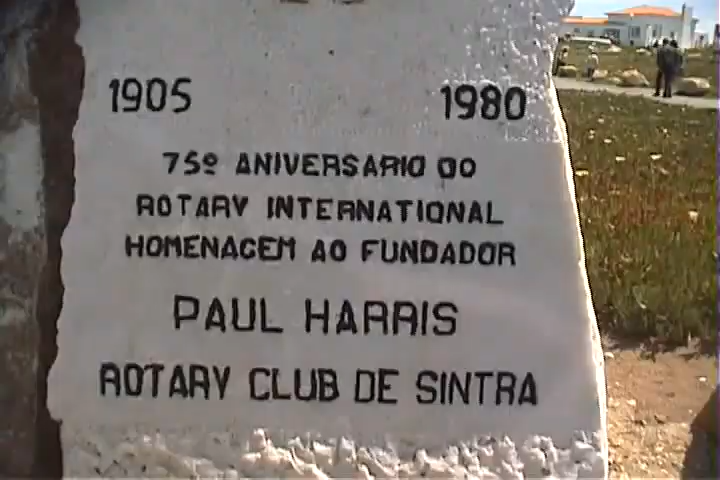 1905 1980
75º ANIVERSARIO DO
ROTARY INTERNATIONAL
HOMENAGEM AO FUNDADOR
PAUL HARRIS
ROTARY CLUB DE SINTRA